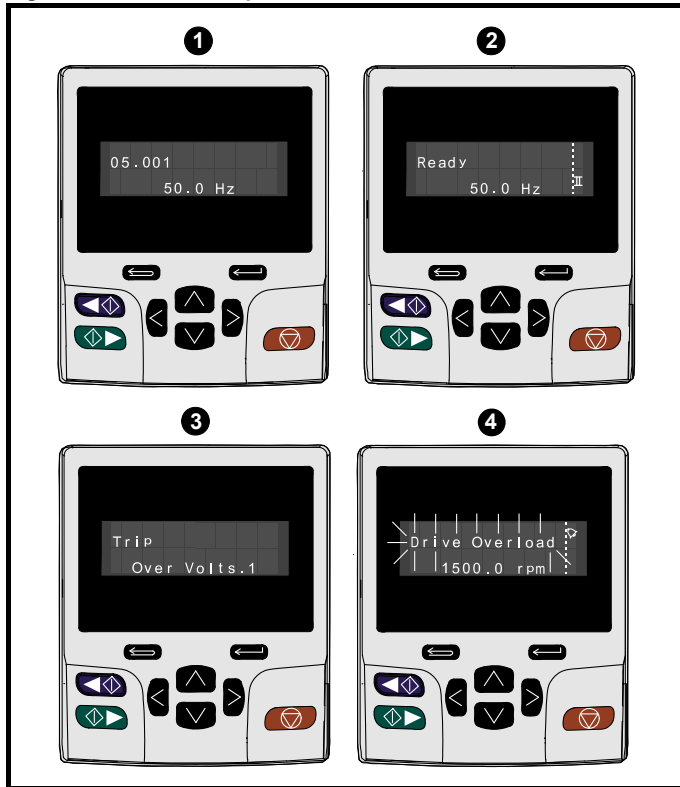 1
2
05.001
50.0 Hz
Ready
50.0 Hz
II
3
4
Trip
Over Volts.1
Drive Overload
1500.0 rpm